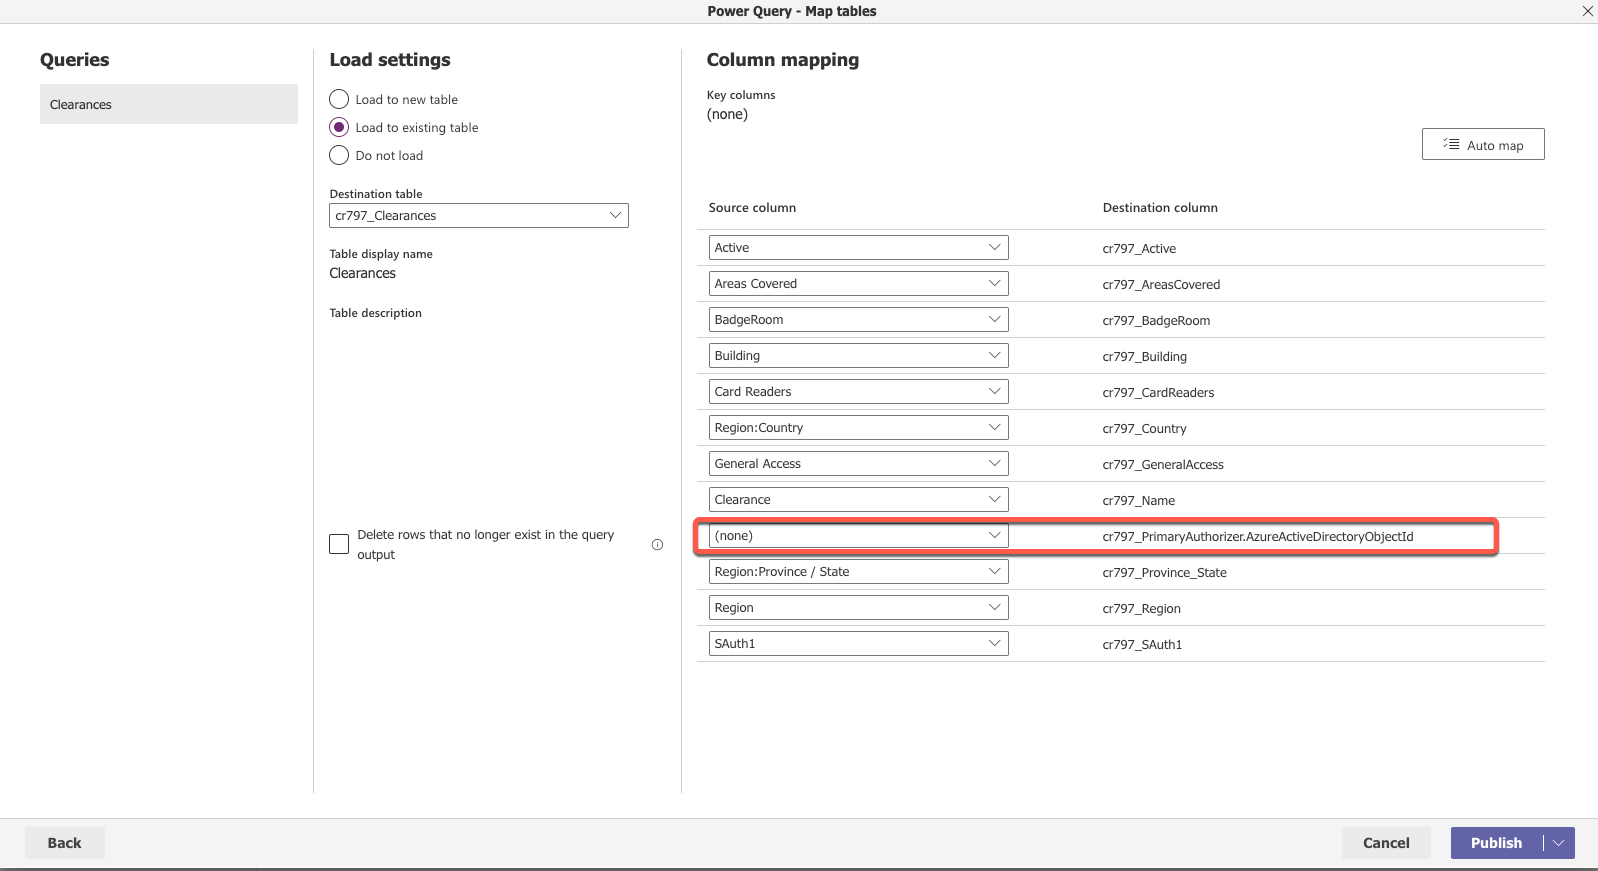 Power Query - Map tables
Queries
Clearances
Load settings
Load to new table
Load to existing table
Do not load
Destination table
cr797_Clearances
Table display name
Clearances
Table description
Delete rows that no longer exist in the query
output
Column mapping
Key columns
(none)
Auto map
Source column Destination column
Active cr797_Active
Areas Covered cr797_AreasCovered
BadgeRoom cr797_BadgeRoom
Building cr797_Building
Card Readers cr797_CardReaders
Region:Country cr797_Country
General Access cr797_GeneralAccess
Clearance cr797_Name
(none) cr797_PrimaryAuthorizer.AzureActiveDirectoryObjectId
Region:Province / State cr797_Province_State
Region cr797_Region
SAuth1 cr797_SAuth1
Back Cancel Publish